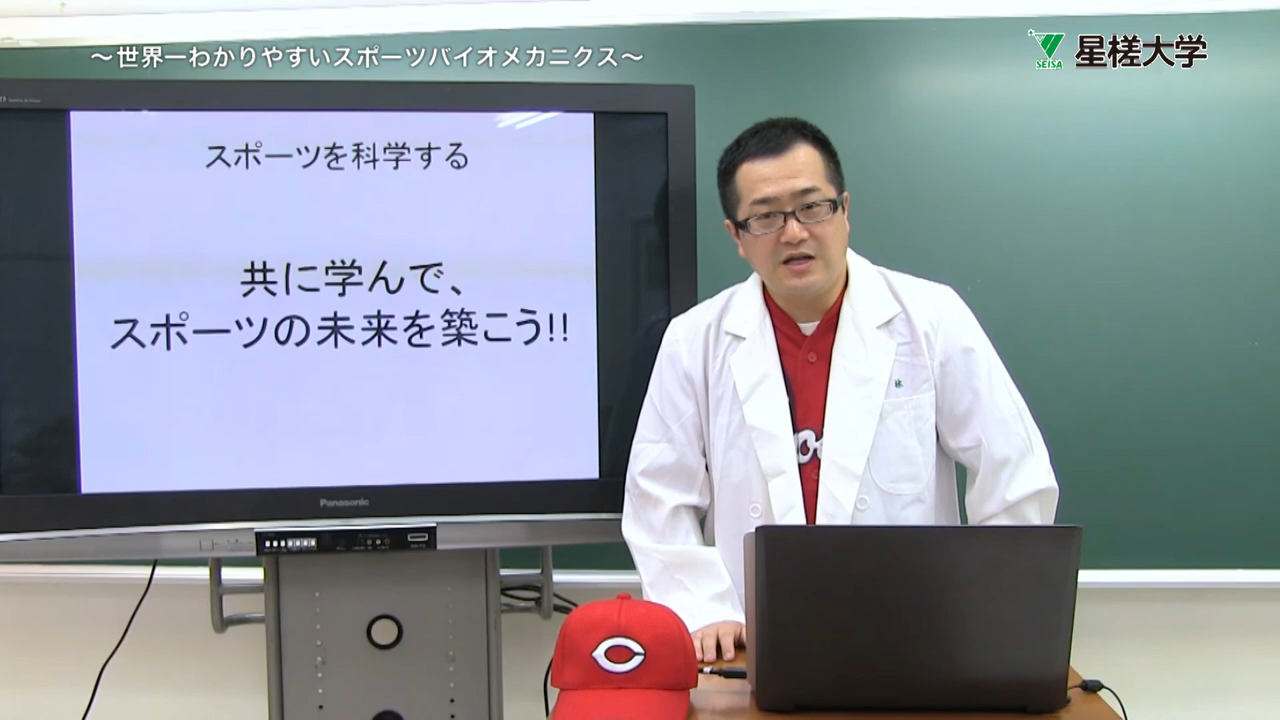 ～世界一わかりやすいスポーツバイオメカニクス～
SEISA
星槎大学
スポーツを科学する
共に学んで、
スポーツの未来を築こう!!
Panasonic
C